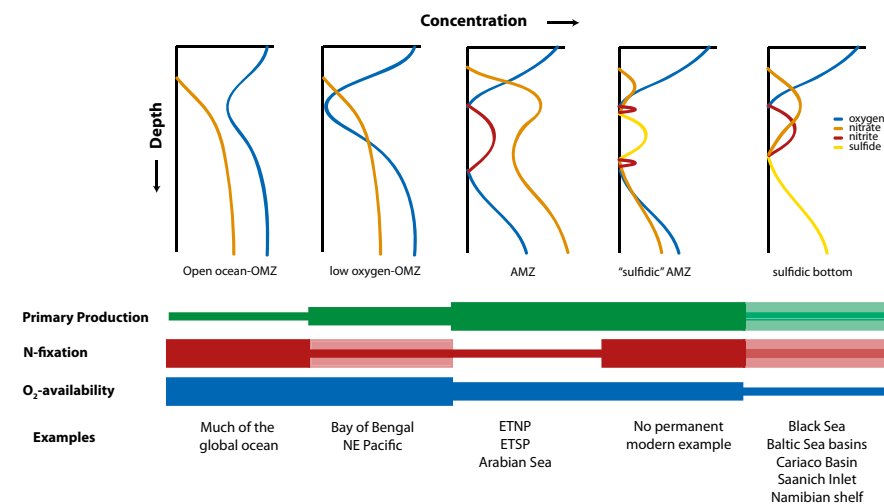 Concentration
Depth
oxygen
nitrate
nitrite
sulfide
Open ocean-OMZ
low oxygen-OMZ
AMZ
“sulfidic” AMZ
sulfidic bottom
Primary Production
N-fixation
O₂-availability
Examples
Much of the
global ocean
Bay of Bengal
NE Pacific
ETNP
ETSP
Arabian Sea
No permanent
modern example
Black Sea
Baltic Sea basins
Cariaco Basin
Saanich Inlet
Namibian shelf